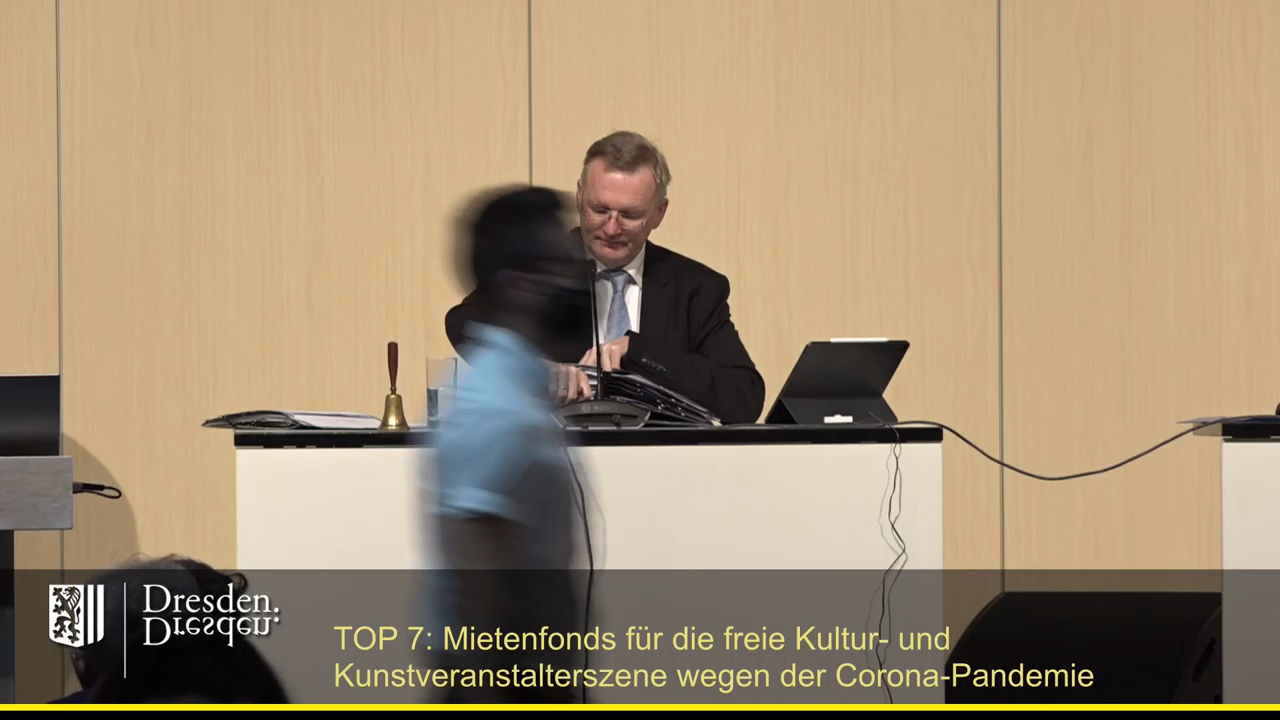 Dresden.
Dresden.
TOP 7: Mietenfonds für die freie Kultur- und
Kunstveranstalterszene wegen der Corona-Pandemie